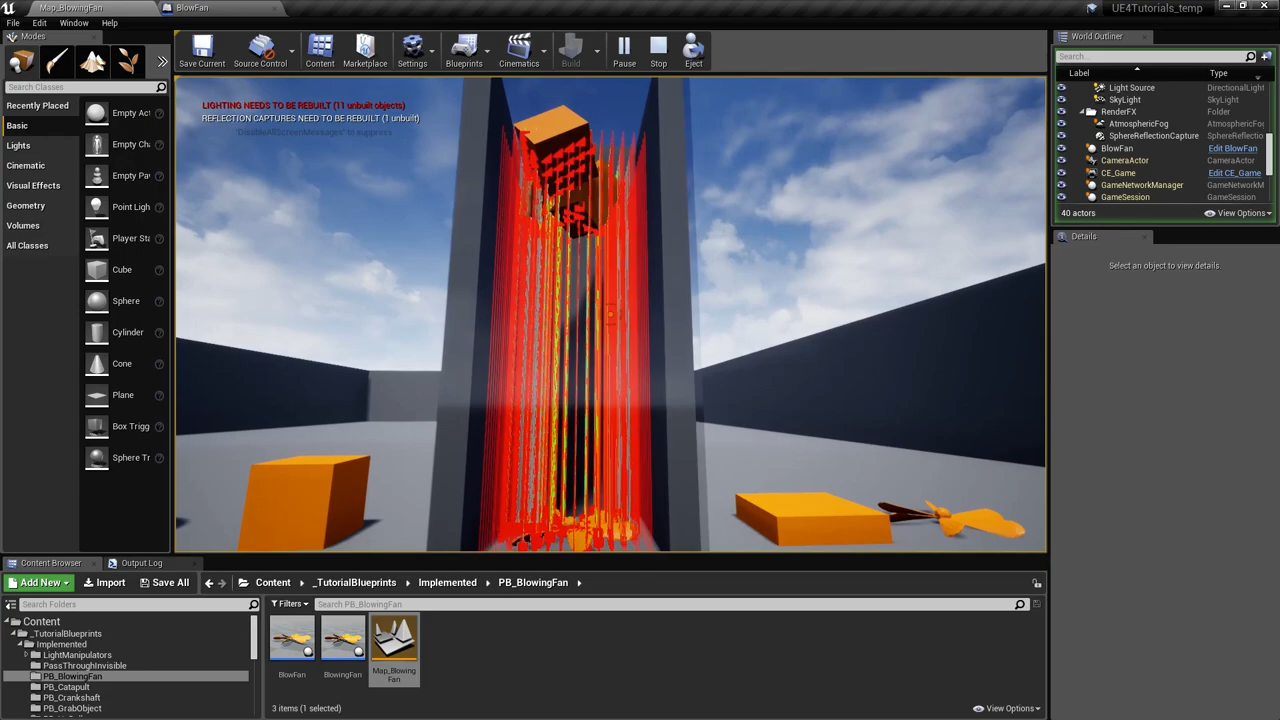 Map_BlowingFan
BlowFan
UE4Tutorials_temp
File Edit Window Help
Modes
World Outliner
Save Current
Source Control
Content
Marketplace
Settings
Blueprints
Cinematics
Build
Pause
Stop
Eject
Search...
Label Type
Search Classes
Recently Placed
Basic
Lights
Cinematic
Visual Effects
Geometry
Volumes
All Classes
Empty Act
Empty Cha
Empty Pa
Point Ligh
Player Sta
Cube
Sphere
Cylinder
Cone
Plane
Box Trigg
Sphere Tr
LIGHTING NEEDS TO BE REBUILT (11 unbuilt objects)
REFLECTION CAPTURES NEED TO BE REBUILT (1 unbuilt)
'DisableAllScreenMessages' to suppress
Light Source DirectionalLight
SkyLight SkyLight
RenderFX Folder
AtmosphericFog AtmosphericFo
SphereReflectionCapture SphereReflectio
BlowFan Edit BlowFan
CameraActor CameraActor
CE_Game Edit CE_Game
GameNetworkManager GameNetworkM
GameSession GameSession
40 actors View Options
Details
Select an object to view details.
Content Browser
Output Log
Add New Import Save All Content _TutorialBlueprints Implemented PB_BlowingFan
Search Folders
Filters Search PB_BlowingFan
Content
_TutorialBlueprints
Implemented
LightManipulators
PassThroughInvisible
PB_BlowingFan
PB_Catapult
PB_Crankshaft
PB_GrabObject
BlowFan
BlowingFan
Map_Blowing
Fan
3 items (1 selected) View Options